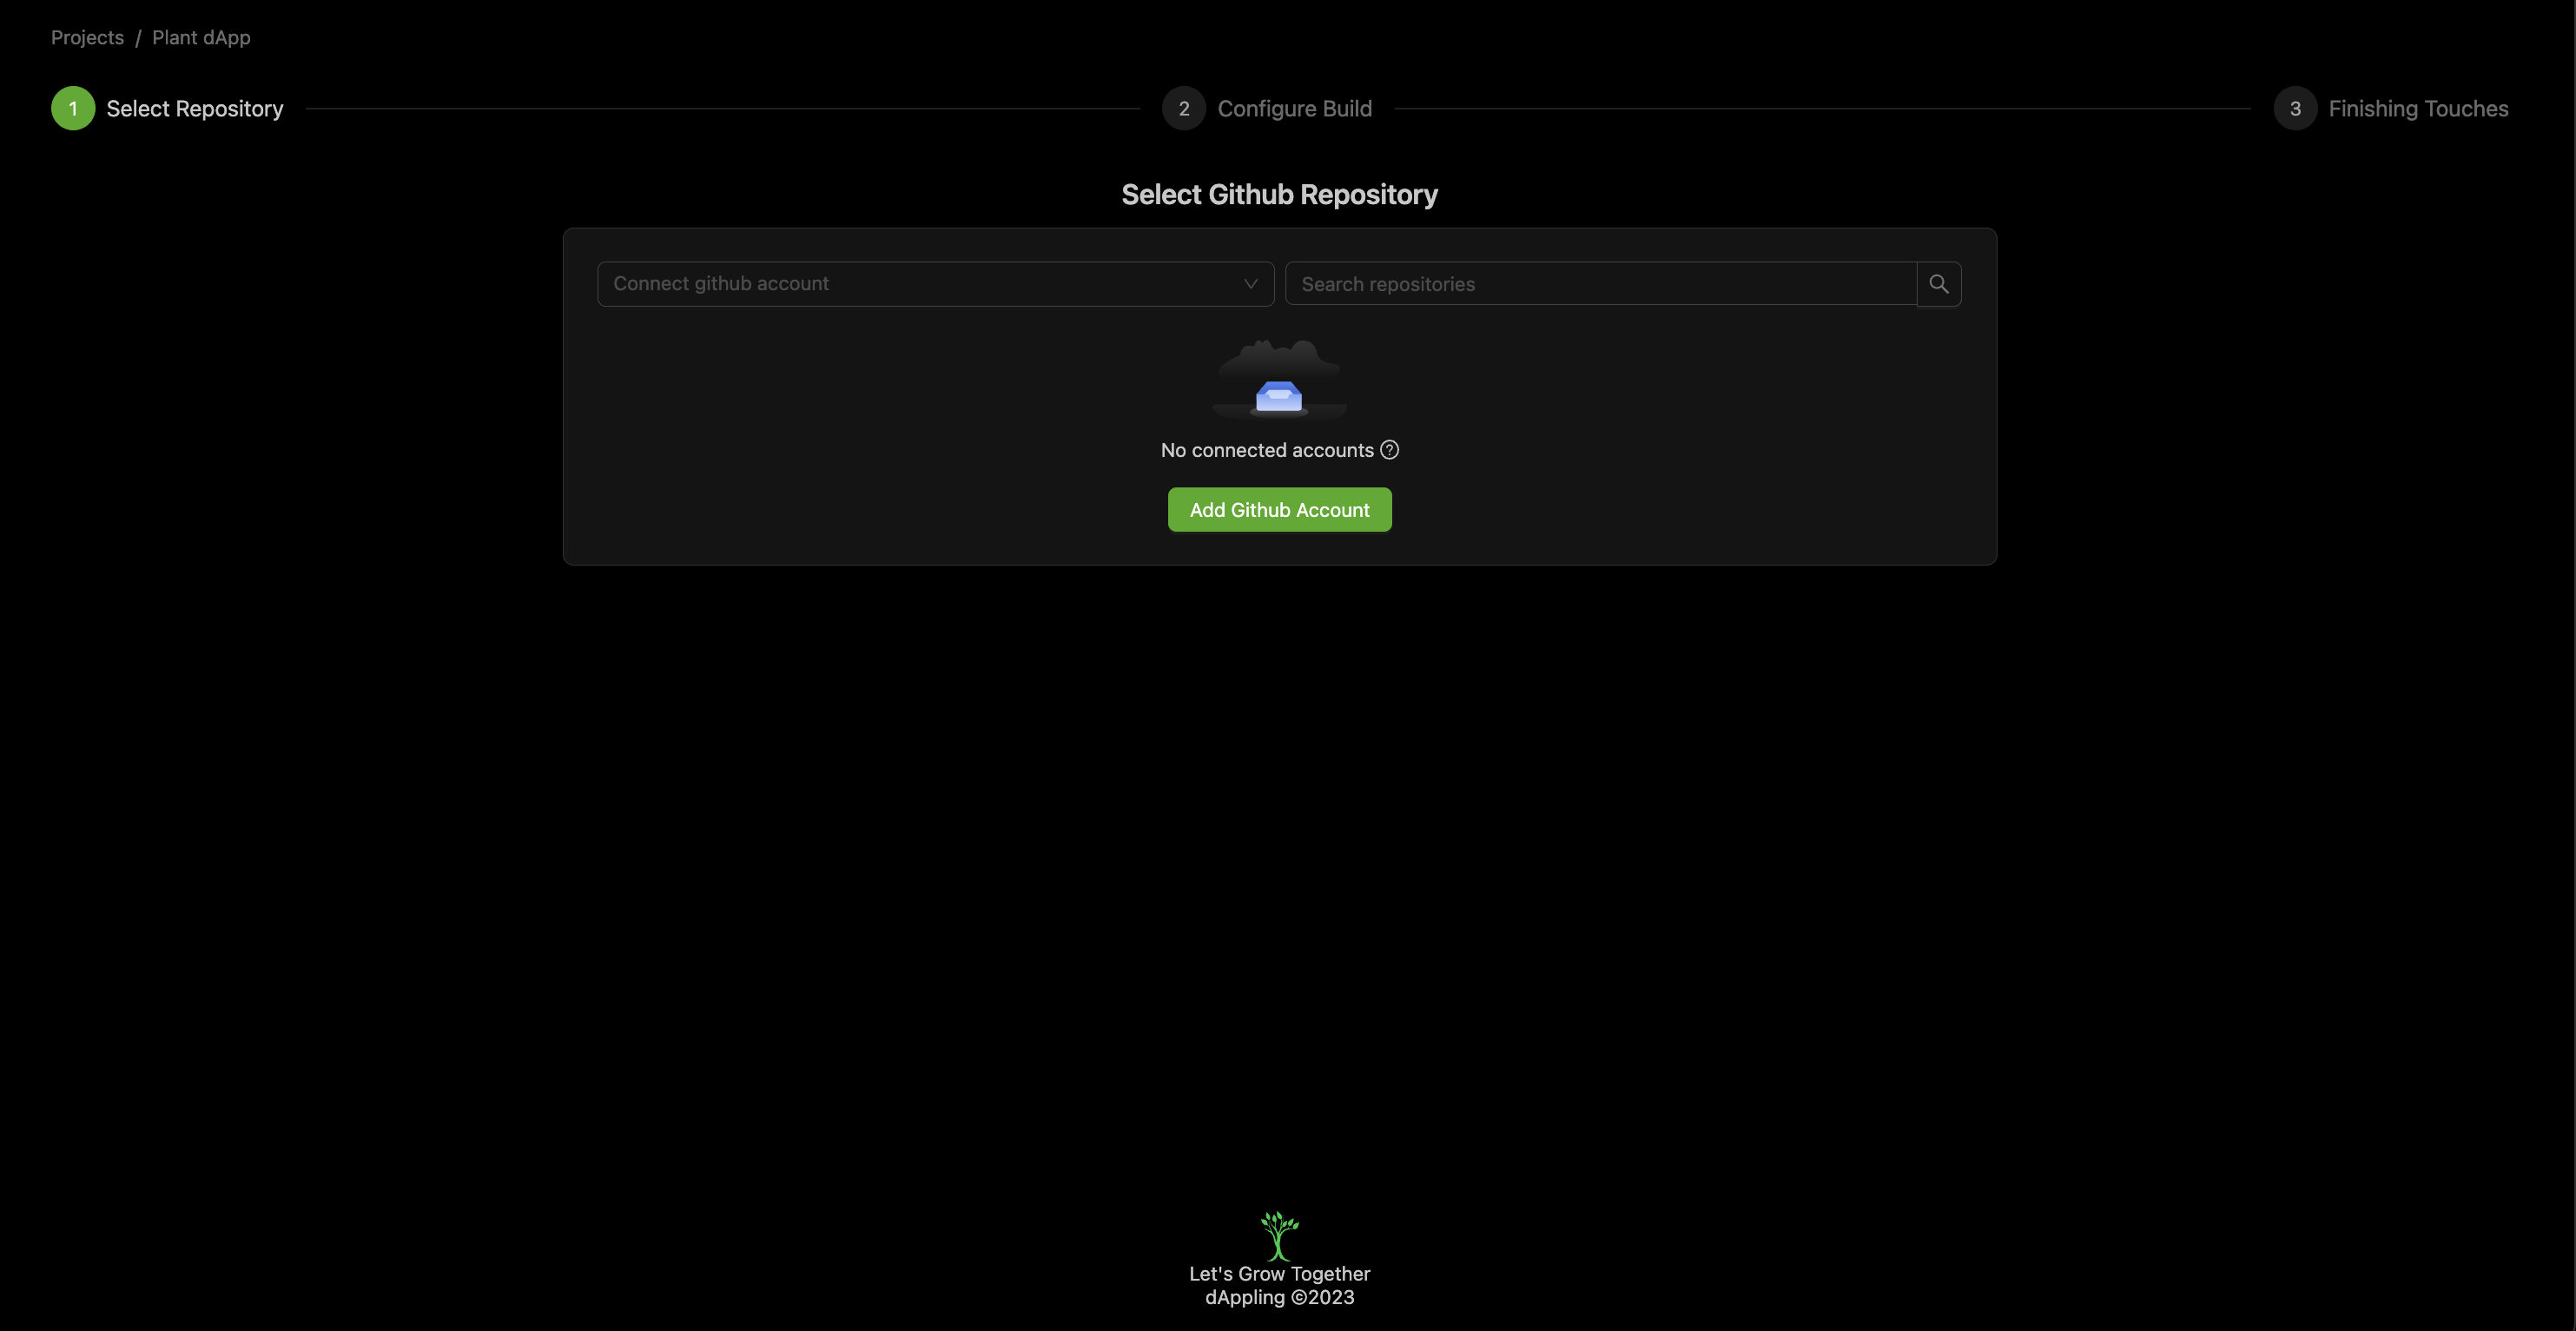 Projects / Plant dApp
1 Select Repository
2 Configure Build
3 Finishing Touches
Select Github Repository
Connect github account
Search repositories
No connected accounts
Add Github Account
Let's Grow Together
dAppling ©2023